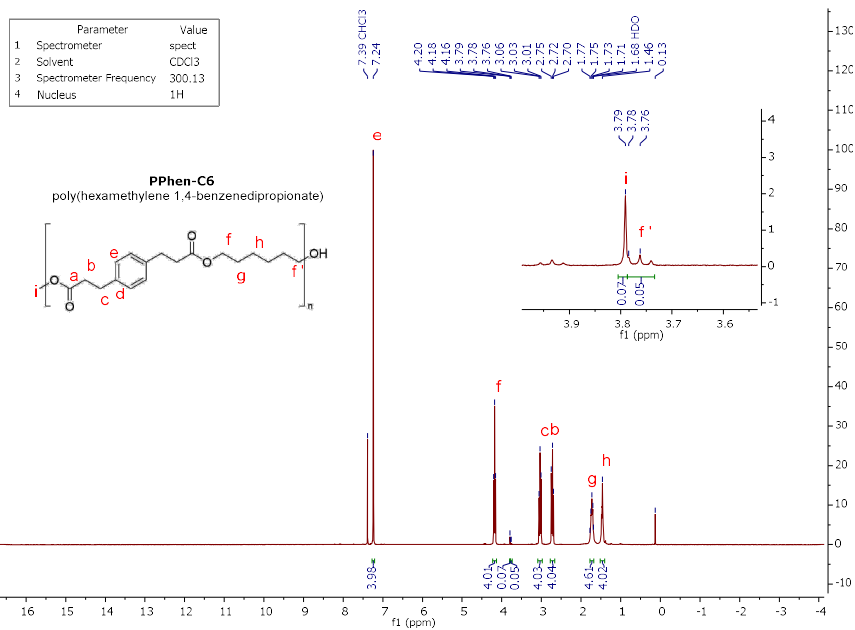 Parameter Value
1 Spectrometer spect
2 Solvent CDCl3
3 Spectrometer Frequency 300.13
4 Nucleus 1H
7.39 CHCl3
7.24
4.20
4.18
4.16
3.79
3.78
3.76
3.06
3.03
3.01
2.75
2.72
2.70
1.77
1.75
1.73
1.71
1.68 HDO
1.46
0.13
PPhen-C6
poly(hexamethylene 1,4-benzenedipropionate)
O
O
f
h
g
f'
OH
e
b
a
c
d
i
O
O
n
3.79
3.78
3.76
i
f '
4
3
2
1
0
-1
0.07
0.05
3.9 3.8 3.7 3.6
f1 (ppm)
e
f
c b
g
h
130
120
110
100
90
80
70
60
50
40
30
20
10
0
-10
3.98
4.01
0.07
0.05
4.03
4.04
4.61
4.02
16 15 14 13 12 11 10 9 8 7 6 5 4 3 2 1 0 -1 -2 -3 -4
f1 (ppm)